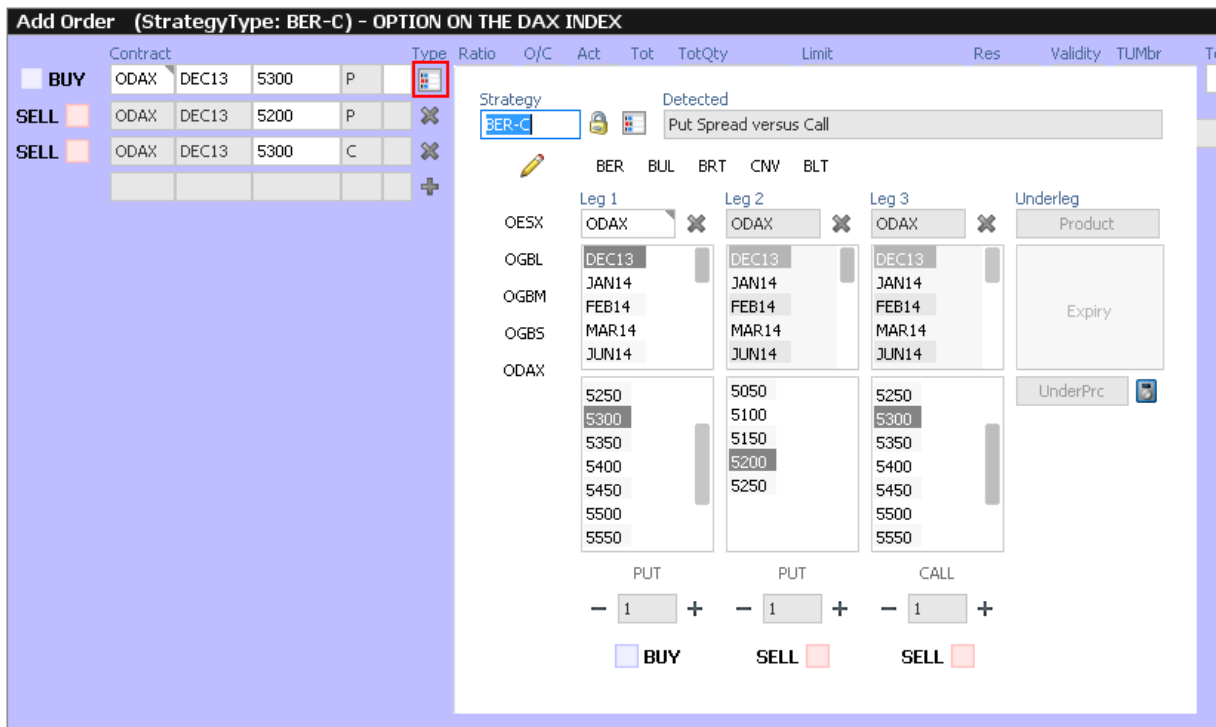 Add Order (StrategyType: BER-C) - OPTION ON THE DAX INDEX
Contract Type Ratio O/C Act Tot TotQty Limit Res Validity TUMbr
BUY ODAX DEC13 5300 P
SELL ODAX DEC13 5200 P
SELL ODAX DEC13 5300 C
Strategy Detected
BER-C Put Spread versus Call
BER BUL BRT CNV BLT
Leg 1 Leg 2 Leg 3 Underleg
OESX ODAX ODAX ODAX Product
OGBL DEC13 DEC13 DEC13
JAN14 JAN14 JAN14
OGBM FEB14 FEB14 FEB14 Expiry
OGBS MAR14 MAR14 MAR14
JUN14 JUN14 JUN14
ODAX
5250 5050 5250 UnderPrc
5300 5100 5300
5350 5150 5350
5400 5200 5400
5450 5250 5450
5500 5500
5550 5550
PUT PUT CALL
− 1 + − 1 + − 1 +
BUY SELL SELL